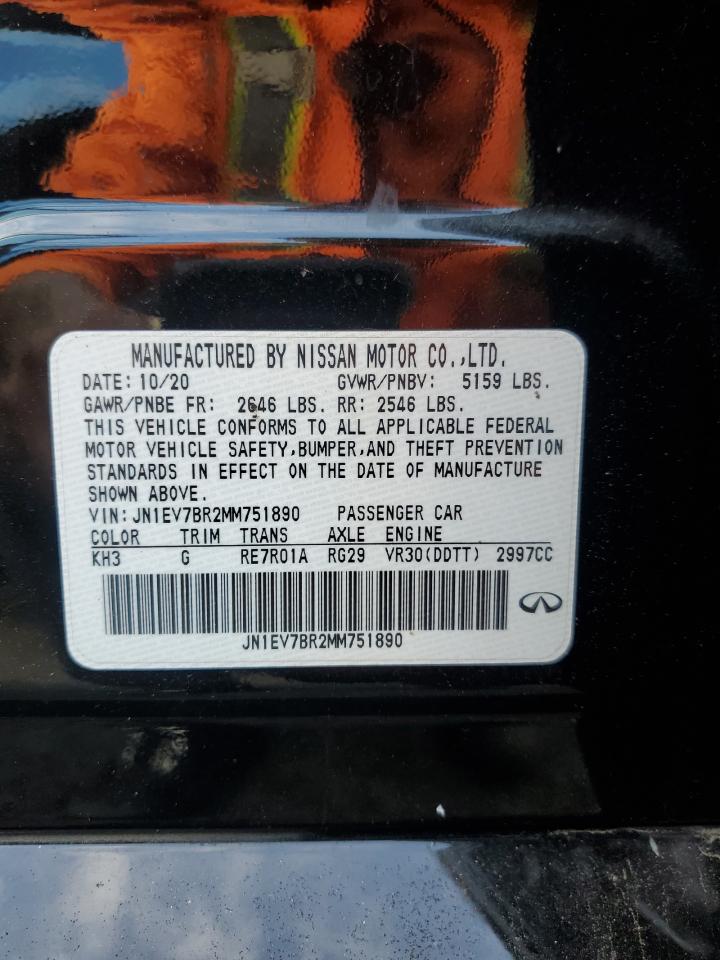 MANUFACTURED BY NISSAN MOTOR CO.,LTD.
DATE: 10/20 GVWR/PNBV: 5159 LBS.
GAWR/PNBE FR: 2646 LBS. RR: 2546 LBS.
THIS VEHICLE CONFORMS TO ALL APPLICABLE FEDERAL
MOTOR VEHICLE SAFETY,BUMPER,AND THEFT PREVENTION
STANDARDS IN EFFECT ON THE DATE OF MANUFACTURE
SHOWN ABOVE.
VIN:JN1EV7BR2MM751890 PASSENGER CAR
COLOR TRIM TRANS AXLE ENGINE
KH3 G RE7R01A RG29 VR30(DDTT) 2997CC
JN1EV7BR2MM751890